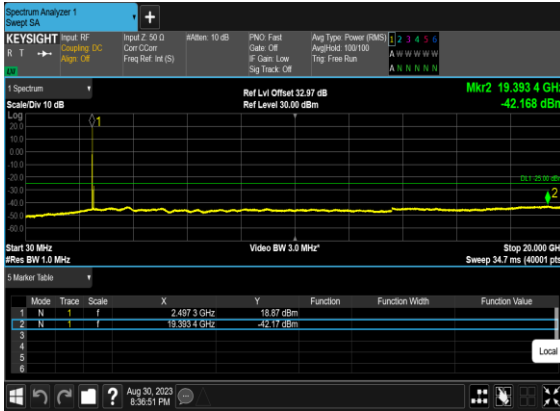 Spectrum Analyzer 1
Swept SA
+
KEYSIGHT Input: RF Input Z: 50 Ω #Atten: 10 dB PNO: Fast Avg Type: Power (RMS) 1 2 3 4 5 6
R T Coupling: DC Corr CCorr Gate: Off Avg|Hold: 100/100 A W W W W W
Align: Off Freq Ref: Int (S) IF Gain: Low Trig: Free Run
Sig Track: Off A N N N N N
1 Spectrum
Ref Lvl Offset 32.97 dB Mkr2 19.393 4 GHz
Scale/Div 10 dB Ref Level 30.00 dBm -42.168 dBm
Log
20.0
10.0
0.00
-10.0
-20.0
-30.0
-40.0
-50.0
-60.0
1
DL1 25.00 dBm
2
Start 30 MHz Video BW 3.0 MHz* Stop 20.000 GH
#Res BW 1.0 MHz Sweep 34.7 ms (40001 pts
5 Marker Table
Mode Trace Scale X Y Function Function Width Function Value
1 N 1 f 2.497 3 GHz 18.87 dBm
2 N 1 f 19.393 4 GHz -42.17 dBm
3
4
5
6
Local
? Aug 30, 2023
8:36:51 PM